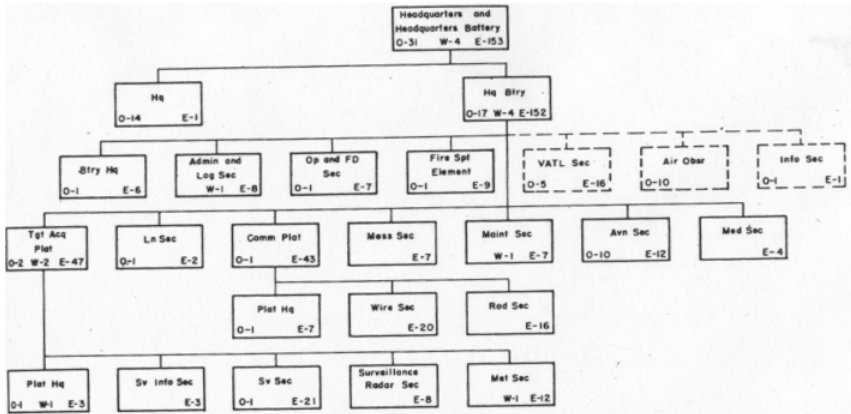 Headquarters and
Headquarters Battery
O-31 W-4 E-153
Hq
O-14 E-1
Hq Btry
O-17 W-4 E-152
Btry Hq
O-1 E-6
Admin and
Log Sec
W-1 E-8
Op and FD
Sec
O-1 E-7
Fire Spt
Element
O-1 E-9
VATL Sec
O-5 E-16
Air Obsr
O-10
Info Sec
O-1 E-1
Tgt Acq
Plat
O-2 W-2 E-47
Ln Sec
O-1 E-2
Comm Plat
O-1 E-43
Mess Sec
E-7
Maint Sec
W-1 E-7
Avn Sec
O-10 E-12
Med Sec
E-4
Plat Hq
O-1 E-7
Wire Sec
E-20
Rad Sec
E-16
Plat Hq
O-1 W-1 E-3
Sv Info Sec
E-3
Sv Sec
O-1 E-21
Surveillance
Radar Sec
E-8
Met Sec
W-1 E-12